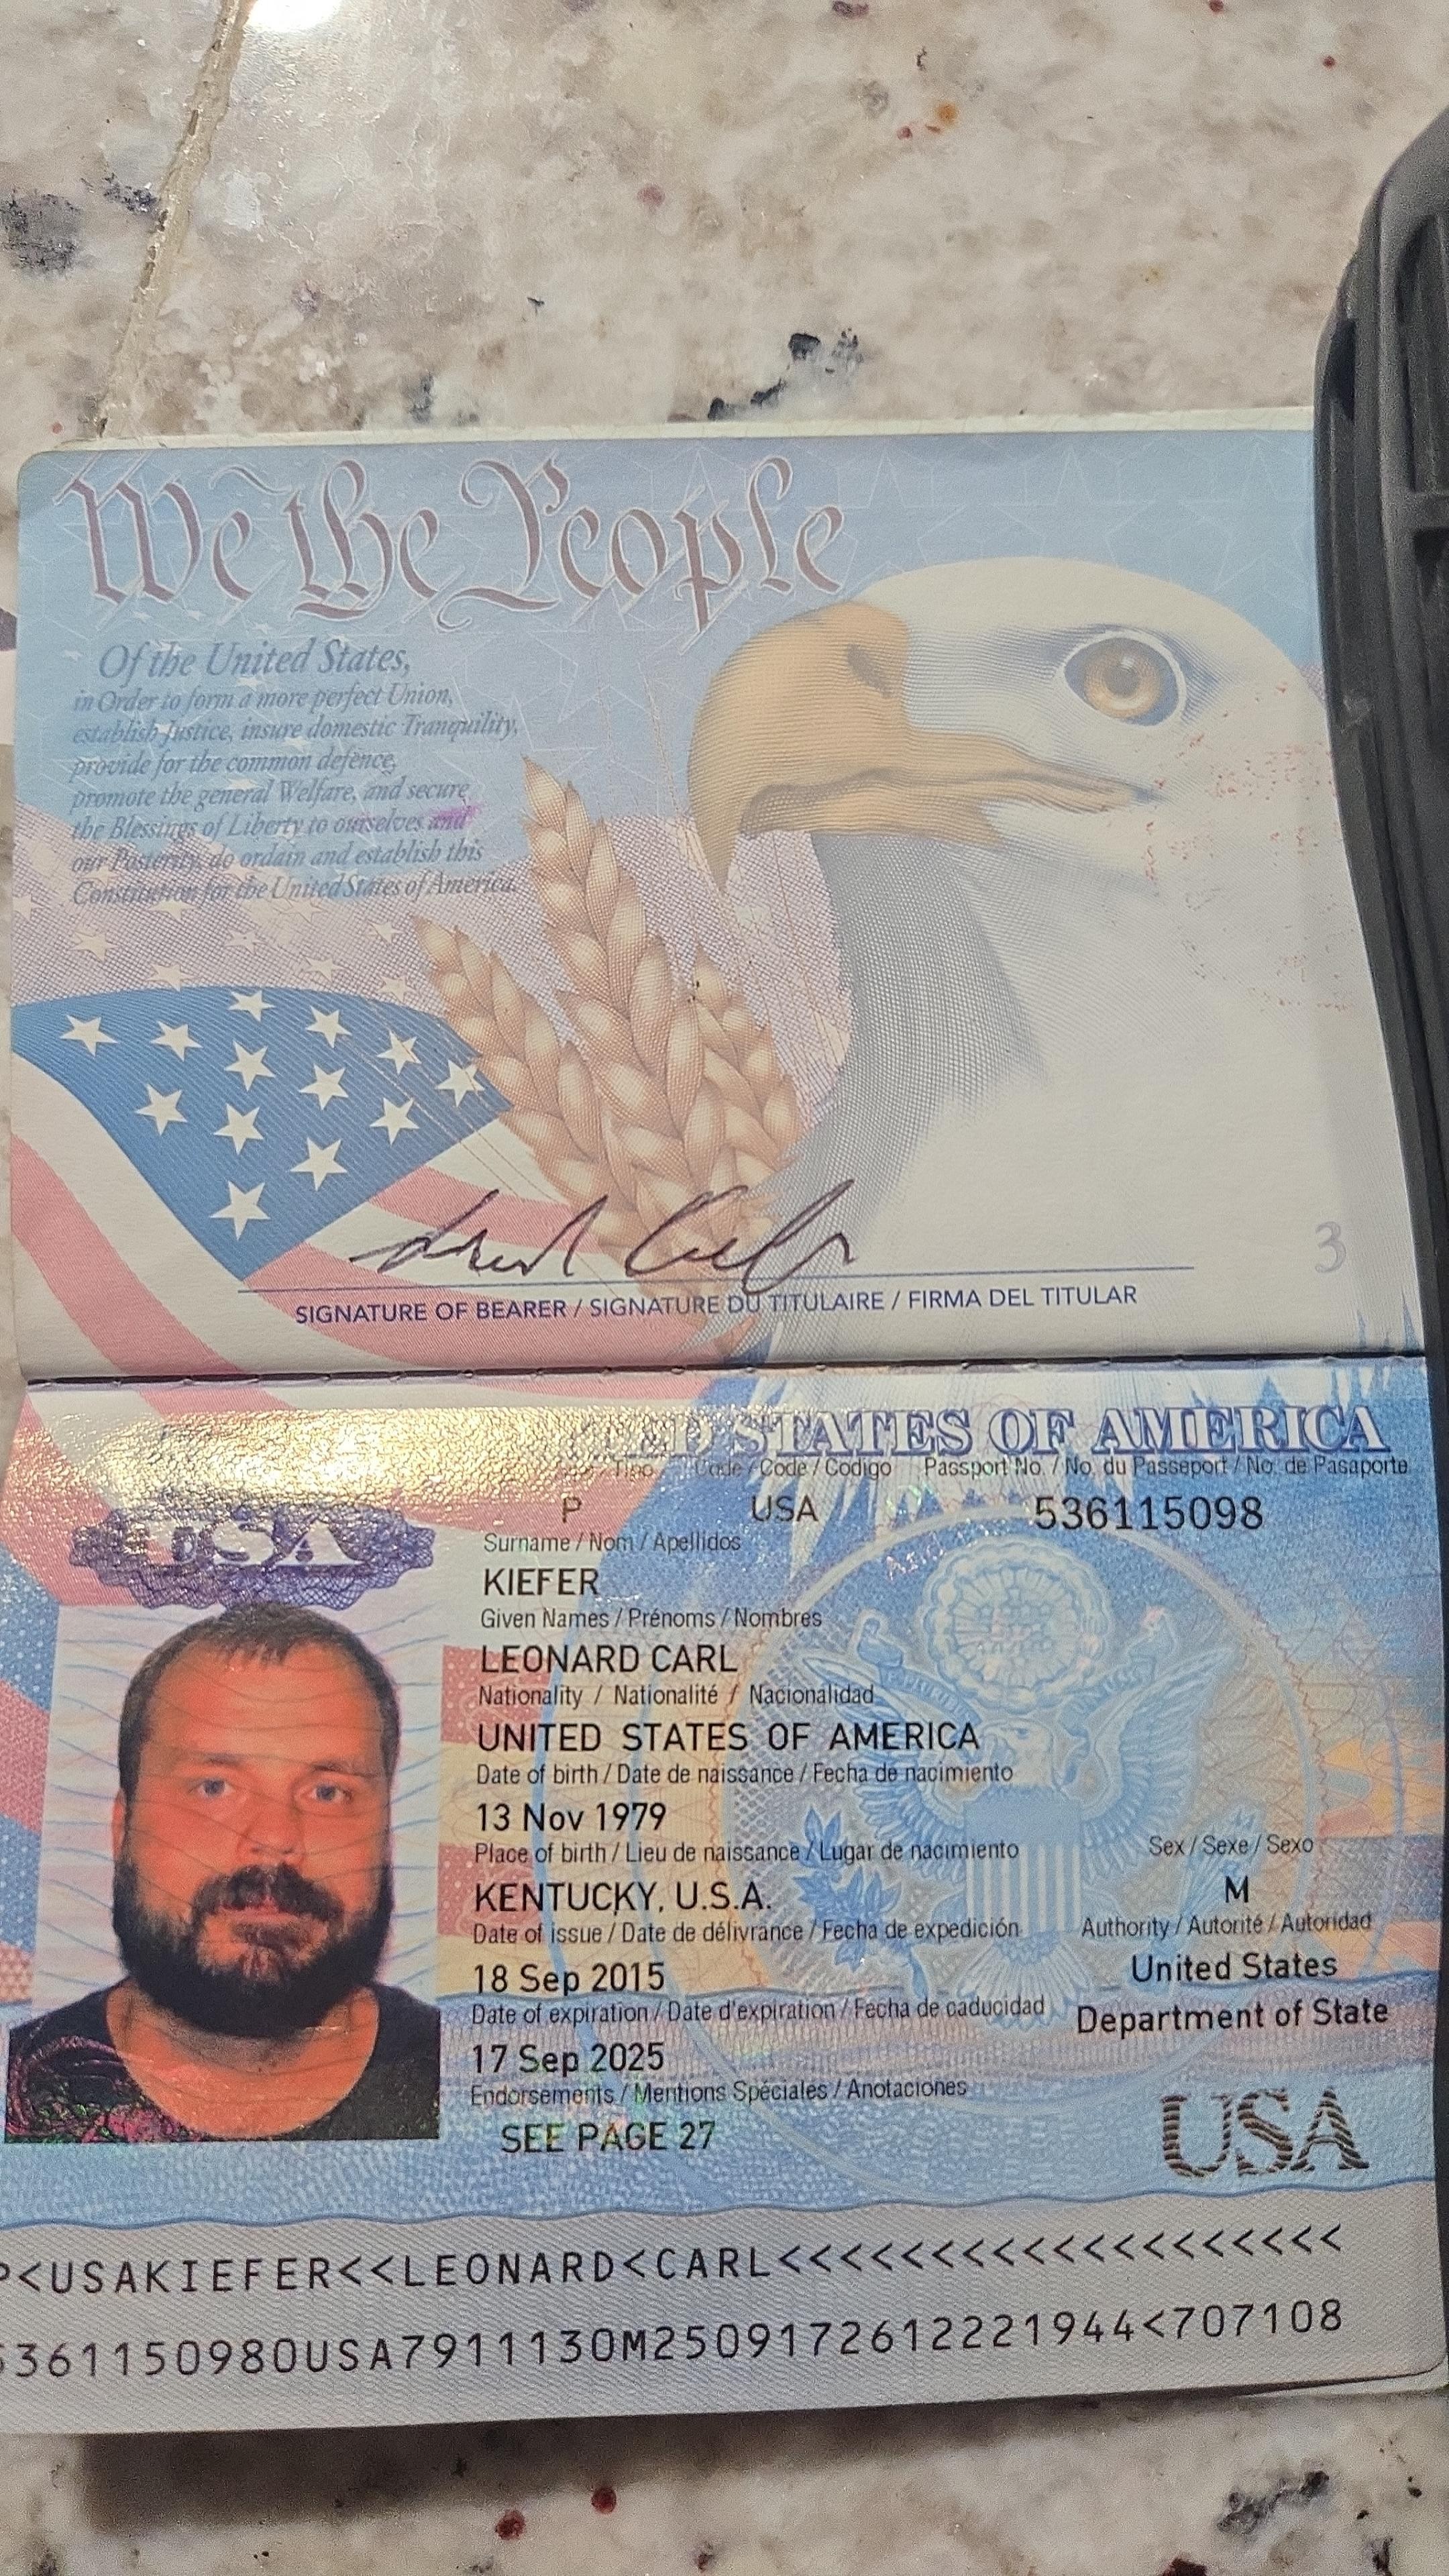 We the People
Of the United States,
in Order to form a more perfect Union,
establish Justice, insure domestic Tranquility,
provide for the common defence,
promote the general Welfare, and secure
the Blessings of Liberty to ourselves and
our Posterity, do ordain and establish this
Constitution for the United States of America.
3
SIGNATURE OF BEARER / SIGNATURE DU TITULAIRE / FIRMA DEL TITULAR
STATES OF AMERICA
Code / Code / Codigo Passport No. / No. du Passeport / No. de Pasaporte
P USA 536115098
USA
Surname / Nom / Apellidos
KIEFER
Given Names / Prénoms / Nombres
LEONARD CARL
Nationality / Nationalité / Nacionalidad
UNITED STATES OF AMERICA
Date of birth / Date de naissance / Fecha de nacimiento
13 Nov 1979
Place of birth / Lieu de naissance / Lugar de nacimiento Sex / Sexe / Sexo
KENTUCKY, U.S.A. M
Date of issue / Date de délivrance / Fecha de expedición Authority / Autorité / Autoridad
18 Sep 2015 United States
Date of expiration / Date d'expiration / Fecha de caducidad Department of State
17 Sep 2025
Endorsements / Mentions Spéciales / Anotaciones
SEE PAGE 27
USA
P<USAKIEFER<<LEONARD<CARL<<<<<<<<<<<<<<<<<<<
5361150980USA7911130M2509172612221944<707108